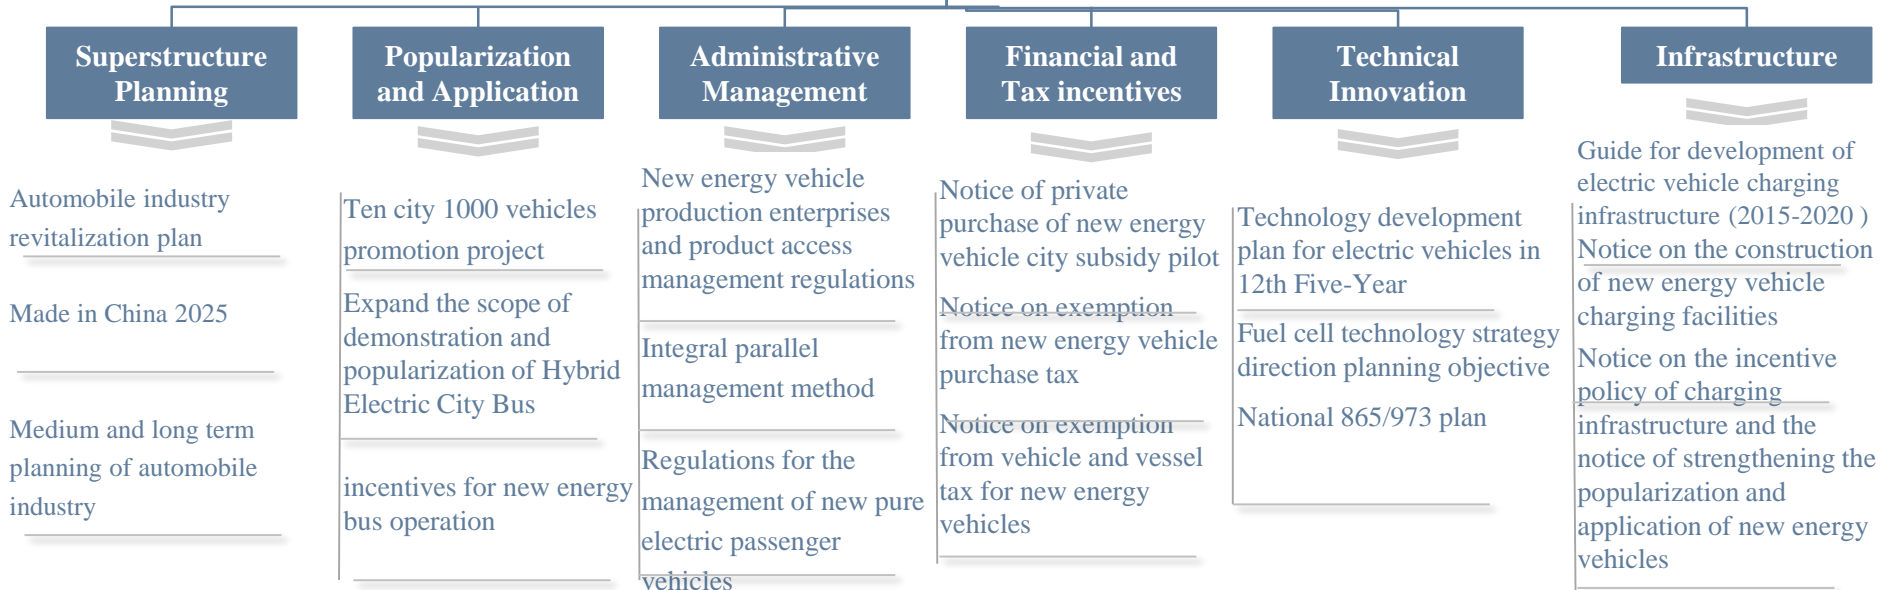 Superstructure
Planning
Automobile industry
revitalization plan
Made in China 2025
Medium and long term
planning of automobile
industry
Popularization
and Application
Ten city 1000 vehicles
promotion project
Expand the scope of
demonstration and
popularization of Hybrid
Electric City Bus
incentives for new energy
bus operation
Administrative
Management
New energy vehicle
production enterprises
and product access
management regulations
Integral parallel
management method
Regulations for the
management of new pure
electric passenger
vehicles
Financial and
Tax incentives
Notice of private
purchase of new energy
vehicle city subsidy pilot
Notice on exemption
from new energy vehicle
purchase tax
Notice on exemption
from vehicle and vessel
tax for new energy
vehicles
Technical
Innovation
Technology development
plan for electric vehicles in
12th Five-Year
Fuel cell technology strategy
direction planning objective
National 865/973 plan
Infrastructure
Guide for development of
electric vehicle charging
infrastructure (2015-2020 )
Notice on the construction
of new energy vehicle
charging facilities
Notice on the incentive
policy of charging
infrastructure and the
notice of strengthening the
popularization and
application of new energy
vehicles